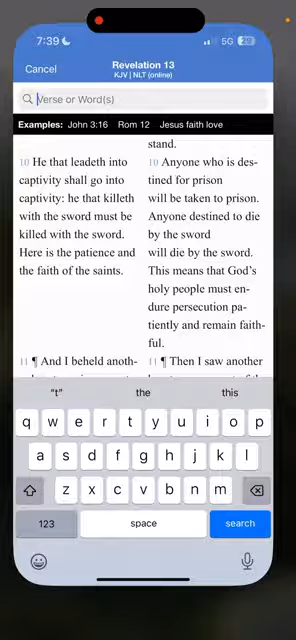 7:39
5G 20
Cancel
Revelation 13
KJV | NLT (online)
Verse or Word(s)
Examples: John 3:16 Rom 12 Jesus faith love
10 He that leadeth into
captivity shall go into
captivity: he that killeth
with the sword must be
killed with the sword.
Here is the patience and
the faith of the saints.
11 ¶ And I beheld anoth-
stand.
10 Anyone who is des-
tined for prison
will be taken to prison.
Anyone destined to die
by the sword
will die by the sword.
This means that God’s
holy people must en-
dure persecution pa-
tiently and remain faith-
ful.
11 ¶ Then I saw another
“t” the this
q w e r t y u i o p
a s d f g h j k l
z x c v b n m
123 space search